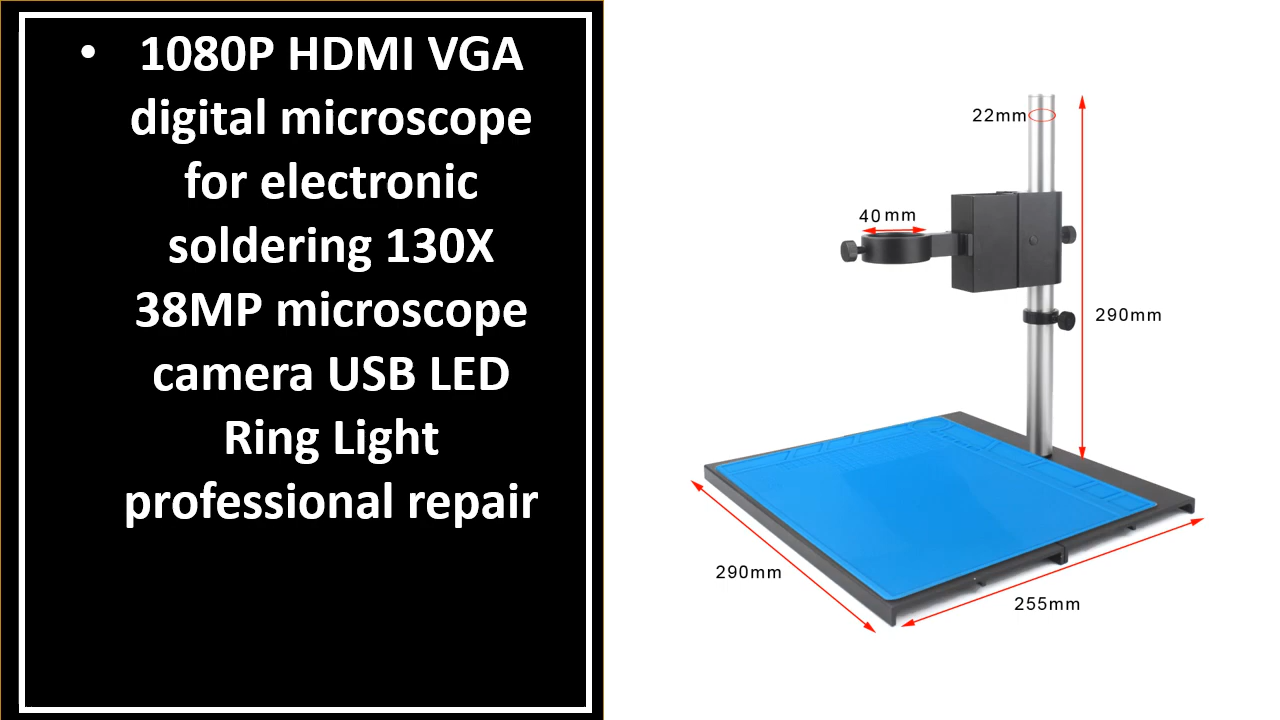 • 1080P HDMI VGA
digital microscope
for electronic
soldering 130X
38MP microscope
camera USB LED
Ring Light
professional repair
22mm
40mm
290mm
290mm
255mm